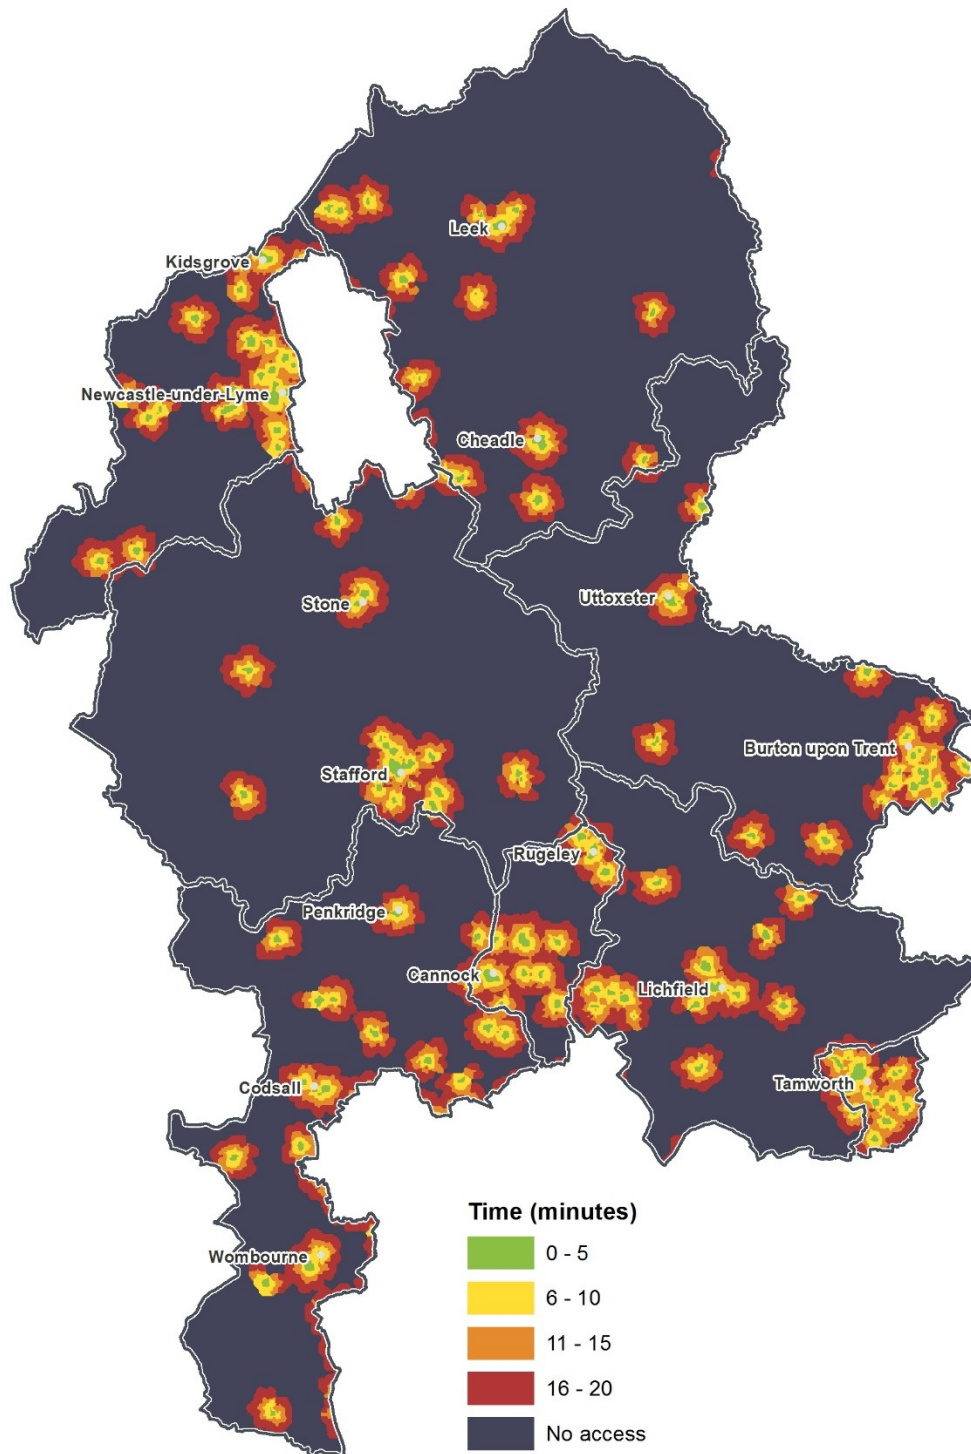 Leek
Kidsgrove
Newcastle-under-Lyme
Cheadle
Stone
Uttoxeter
Burton upon Trent
Stafford
Rugeley
Penkridge
Cannock
Lichfield
Codsall
Tamworth
Wombourne
Time (minutes)
0 - 5
6 - 10
11 - 15
16 - 20
No access